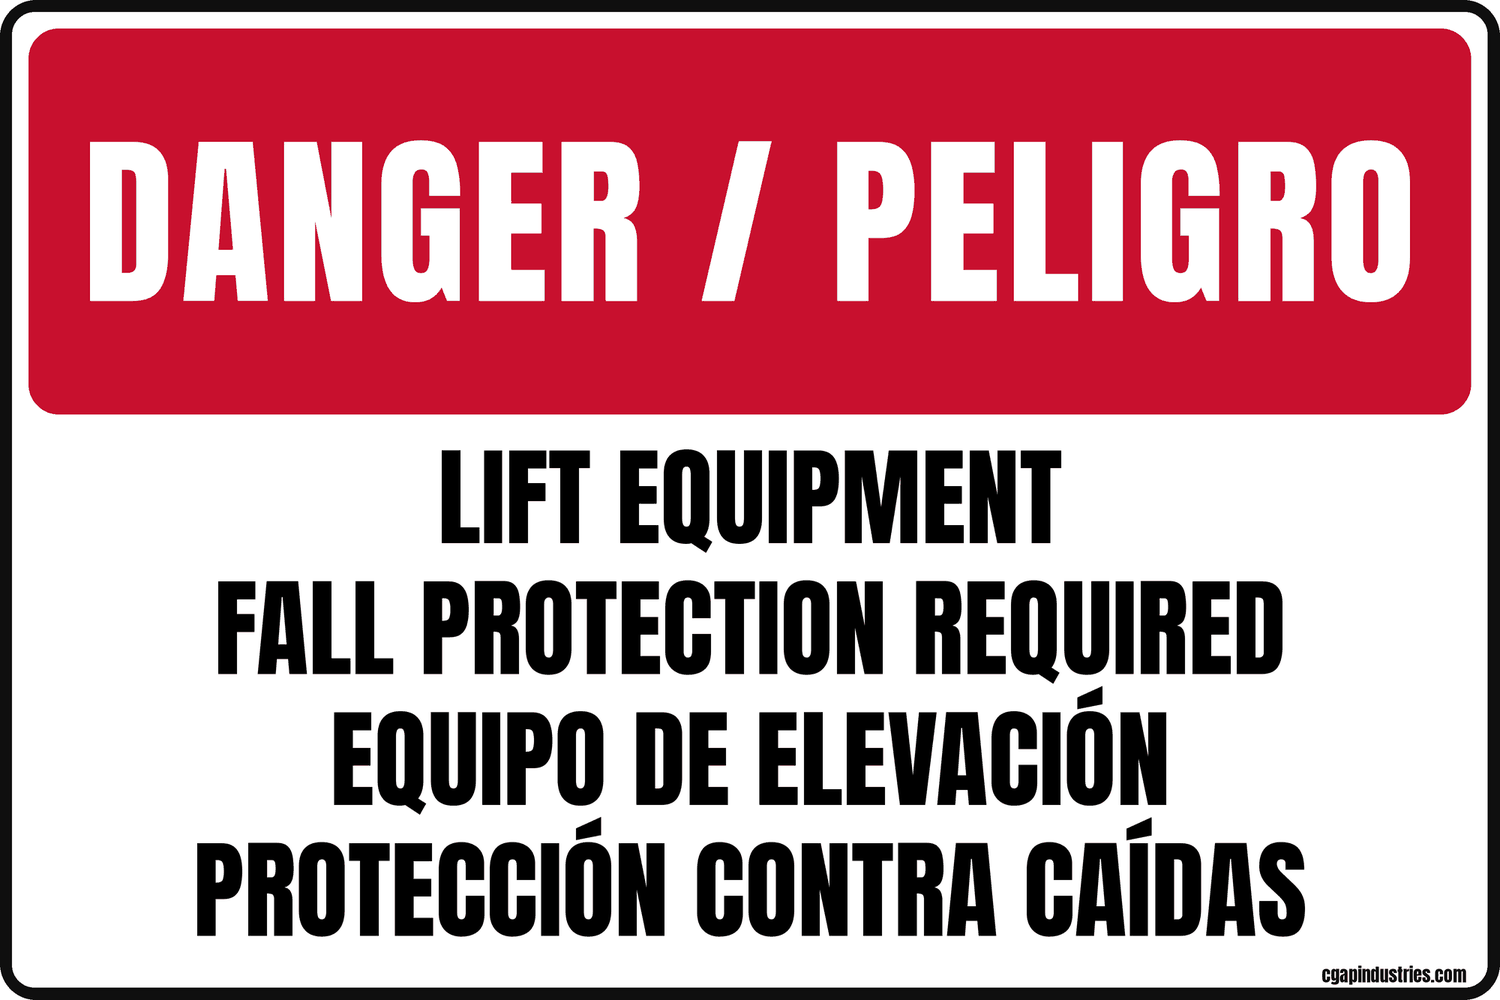 DANGER / PELIGRO
LIFT EQUIPMENT
FALL PROTECTION REQUIRED
EQUIPO DE ELEVACIÓN
PROTECCIÓN CONTRA CAÍDAS
cgapindustries.com